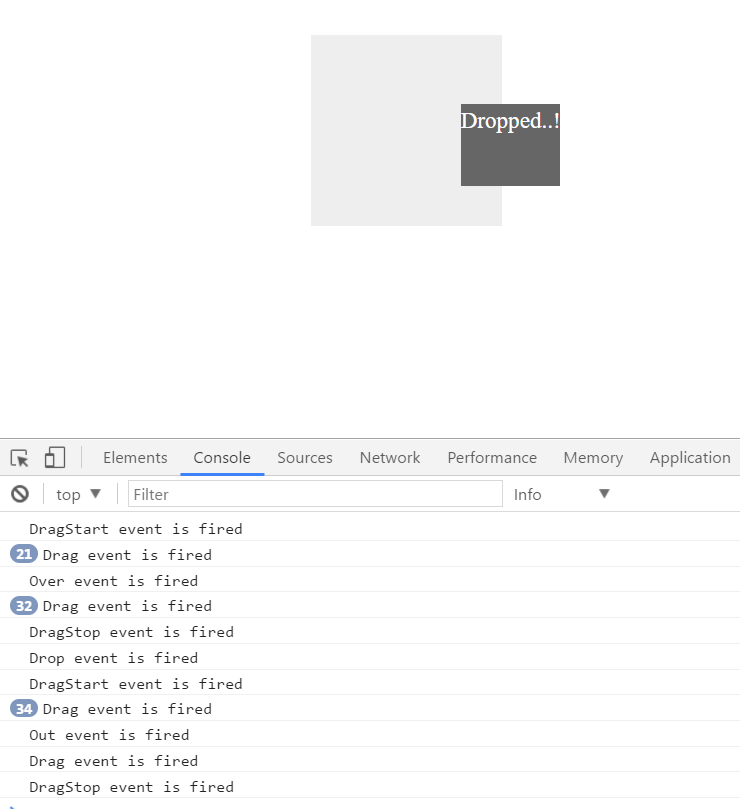 Dropped..!
Elements Console Sources Network Performance Memory Application
top Filter Info
DragStart event is fired
21 Drag event is fired
Over event is fired
32 Drag event is fired
DragStop event is fired
Drop event is fired
DragStart event is fired
34 Drag event is fired
Out event is fired
Drag event is fired
DragStop event is fired